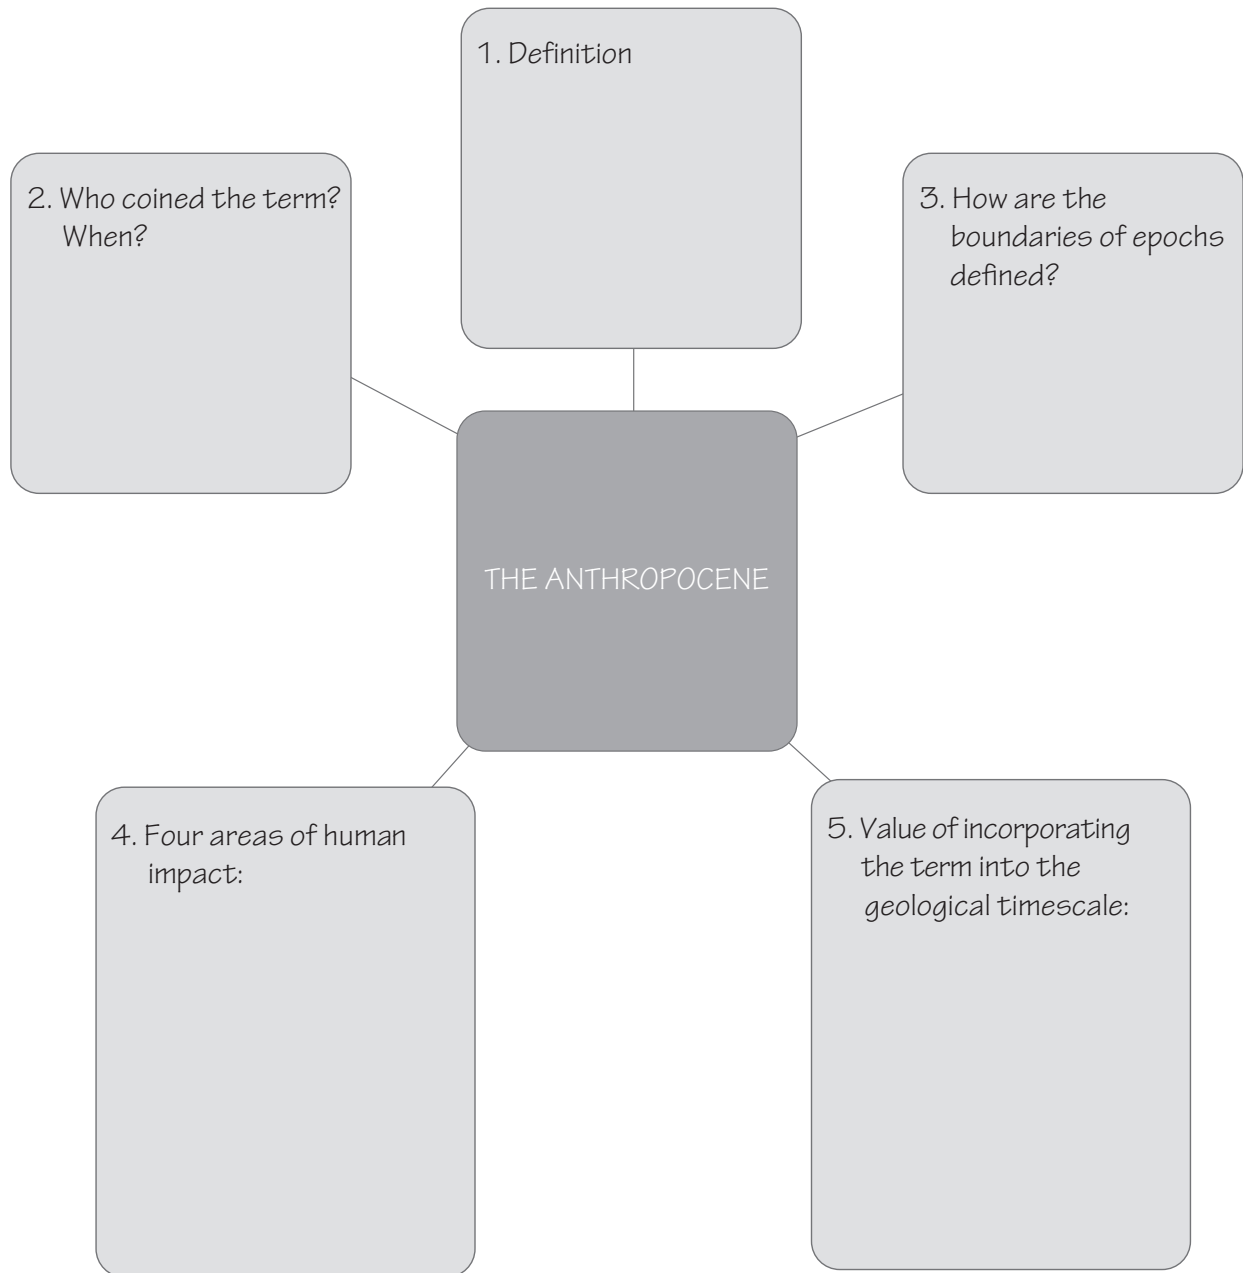 1. Definition
2. Who coined the term?
When?
3. How are the
boundaries of epochs
defined?
THE ANTHROPOCENE
4. Four areas of human
impact:
5. Value of incorporating
the term into the
geological timescale: